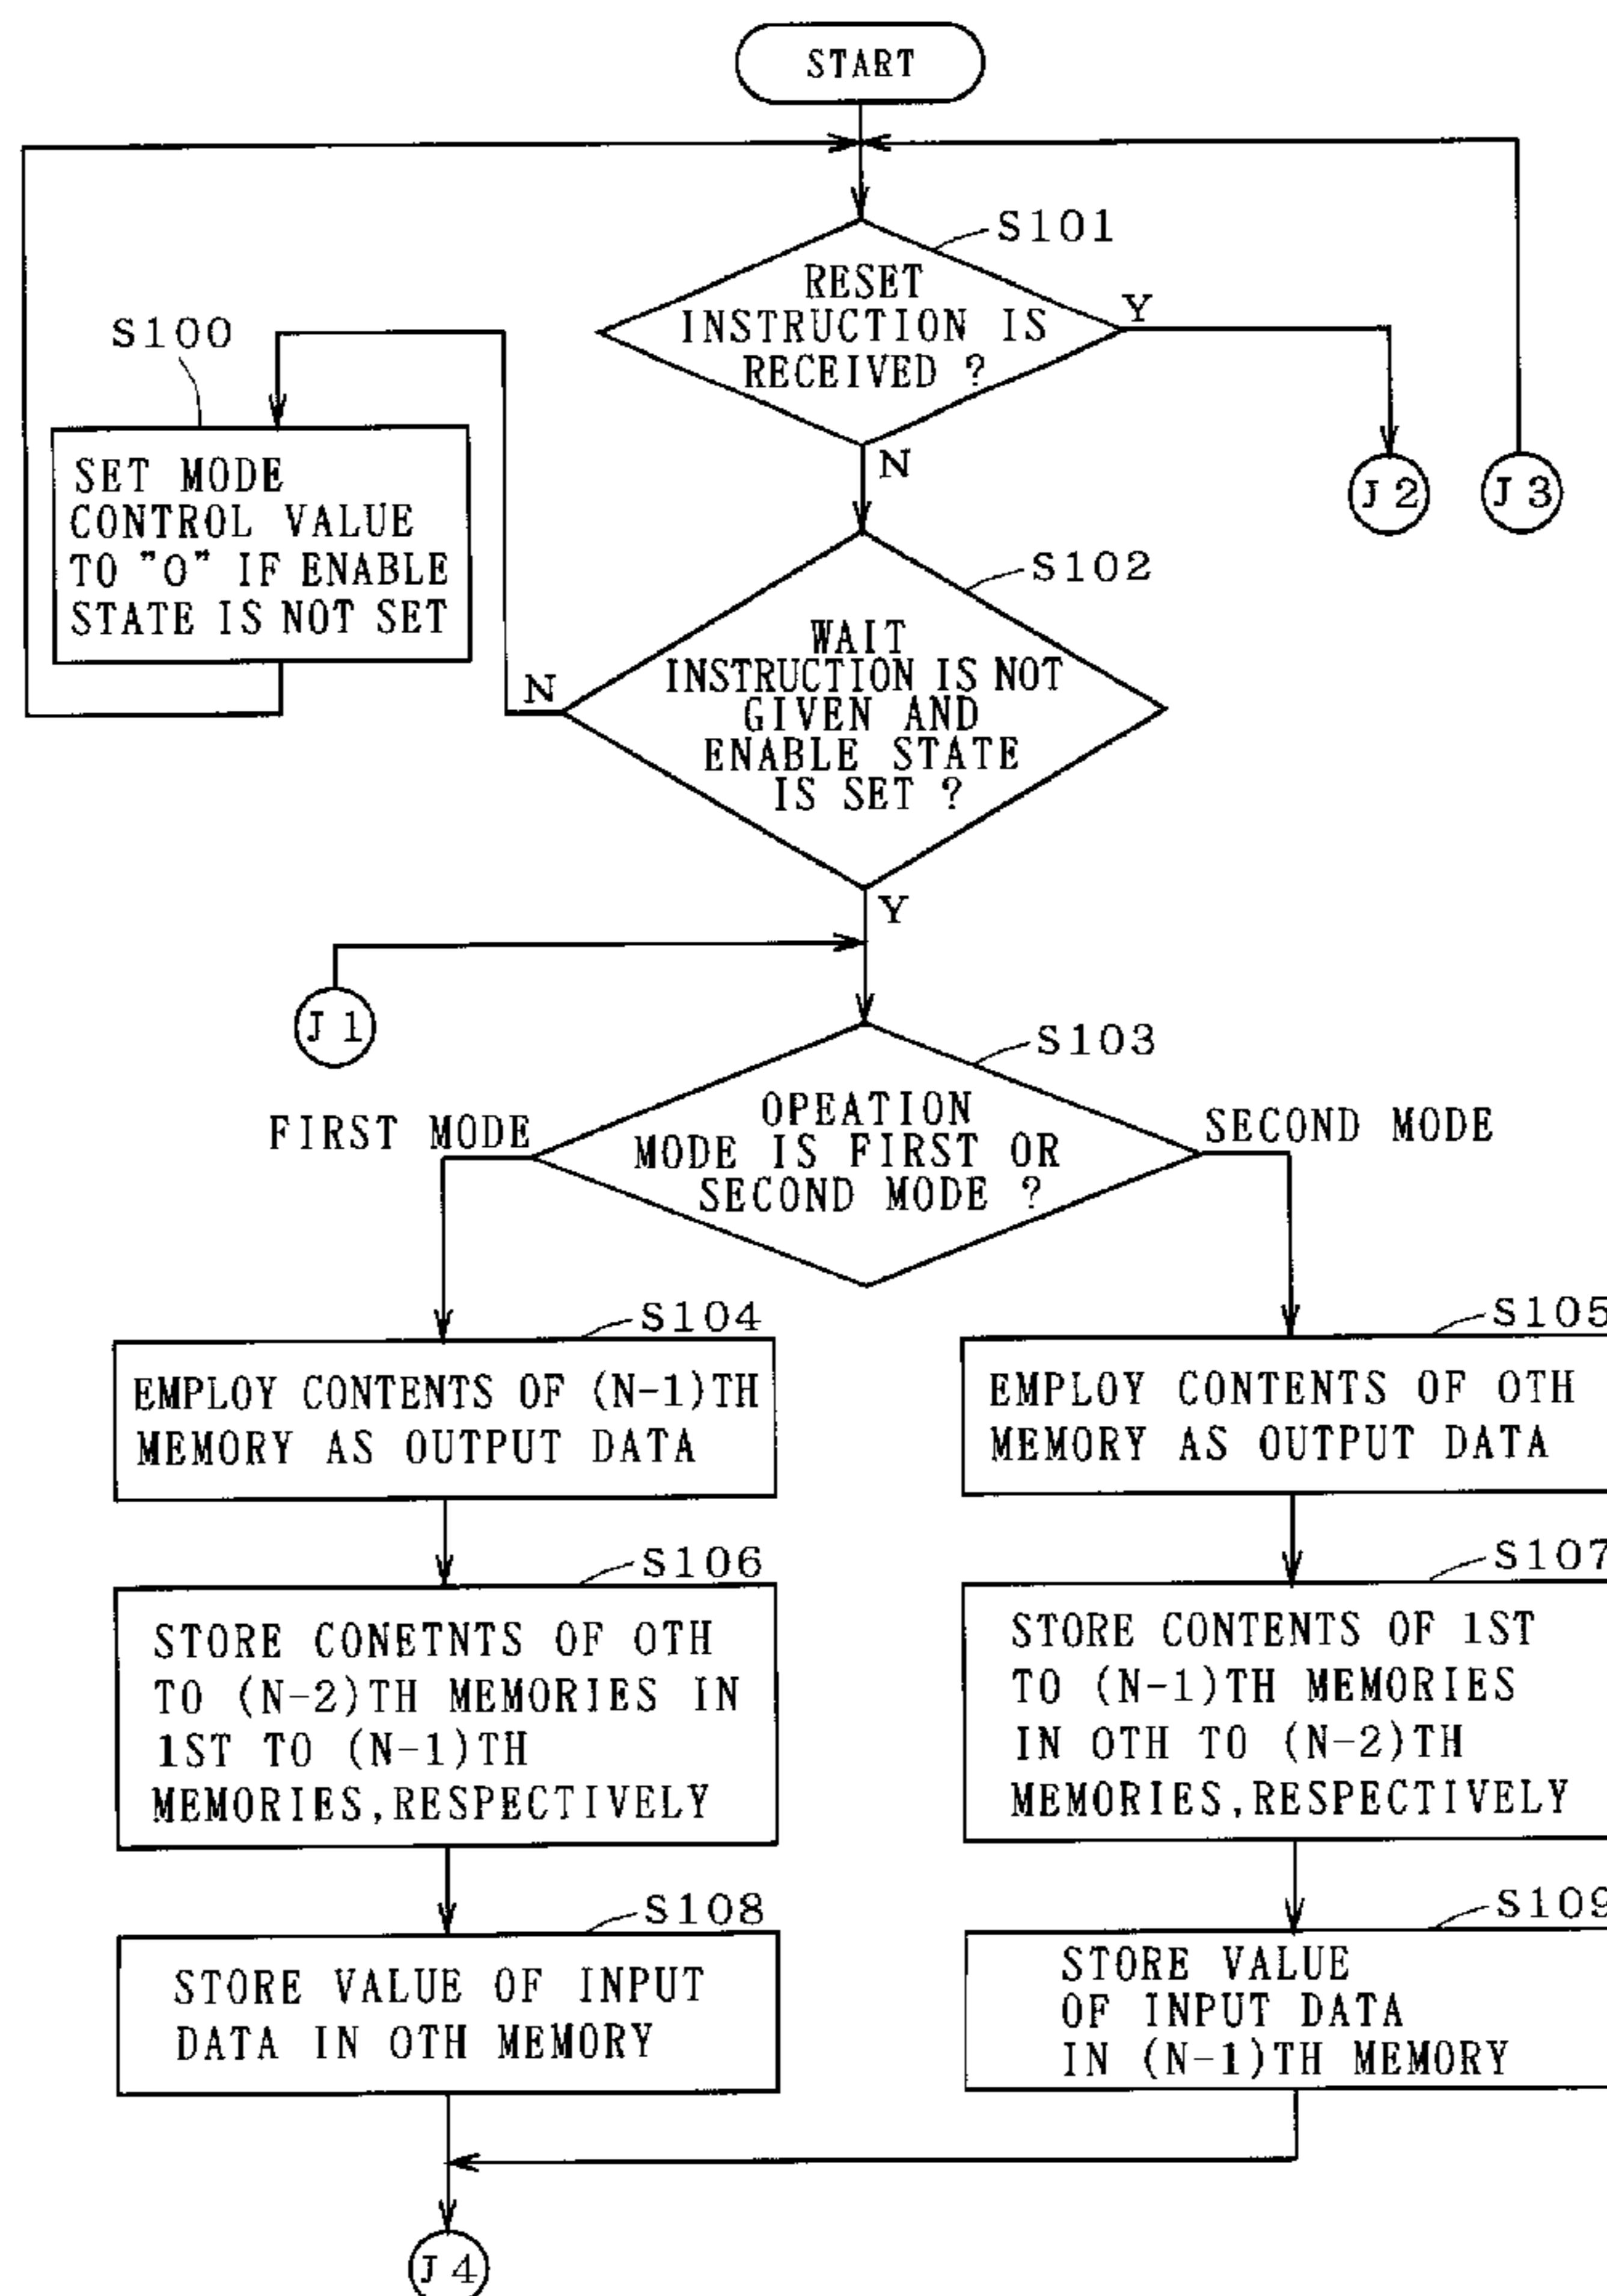 START
S101
RESET
INSTRUCTION IS
RECEIVED ?
Y
S100
N
J2
J3
SET MODE
CONTROL VALUE
TO "0" IF ENABLE
STATE IS NOT SET
S102
WAIT
INSTRUCTION IS NOT
GIVEN AND
ENABLE STATE
IS SET ?
N
Y
J1
S103
FIRST MODE
OPEATION
MODE IS FIRST OR
SECOND MODE ?
SECOND MODE
S104
EMPLOY CONTENTS OF (N-1)TH
MEMORY AS OUTPUT DATA
S105
EMPLOY CONTENTS OF 0TH
MEMORY AS OUTPUT DATA
S106
STORE CONETNTS OF 0TH
TO (N-2)TH MEMORIES IN
1ST TO (N-1)TH
MEMORIES,RESPECTIVELY
S107
STORE CONTENTS OF 1ST
TO (N-1)TH MEMORIES
IN 0TH TO (N-2)TH
MEMORIES,RESPECTIVELY
S108
STORE VALUE OF INPUT
DATA IN 0TH MEMORY
S109
STORE VALUE
OF INPUT DATA
IN (N-1)TH MEMORY
J4